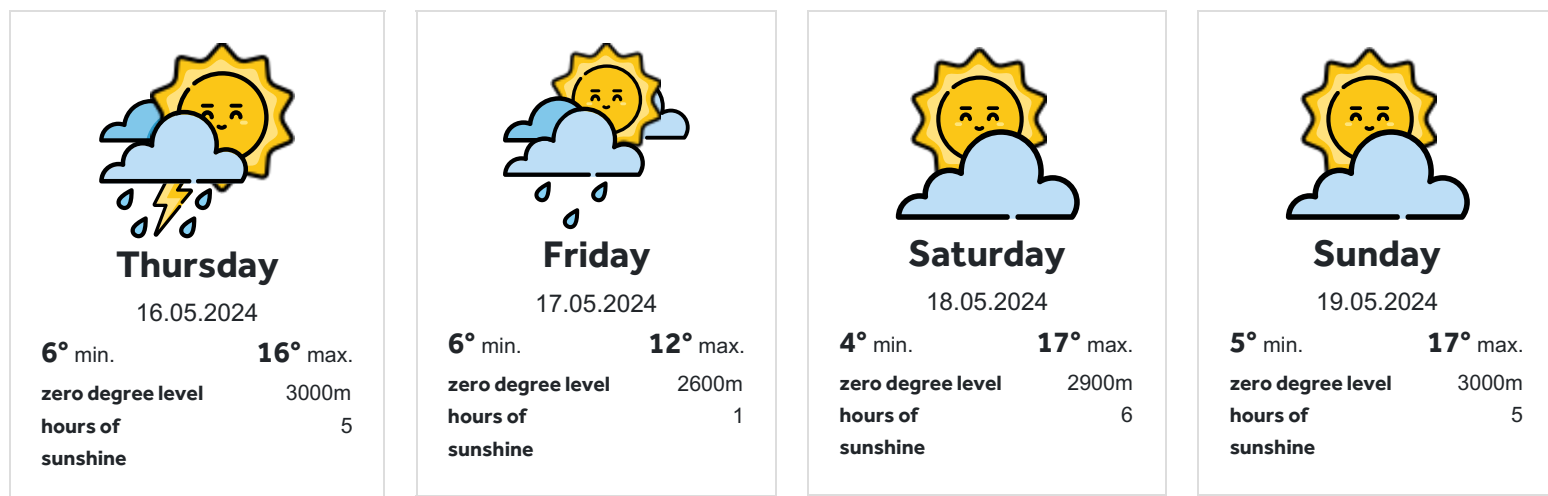 Thursday
16.05.2024
6° min. 16° max.
zero degree level 3000m
hours of 5
sunshine
Friday
17.05.2024
6° min. 12° max.
zero degree level 2600m
hours of 1
sunshine
Saturday
18.05.2024
4° min. 17° max.
zero degree level 2900m
hours of 6
sunshine
Sunday
19.05.2024
5° min. 17° max.
zero degree level 3000m
hours of 5
sunshine